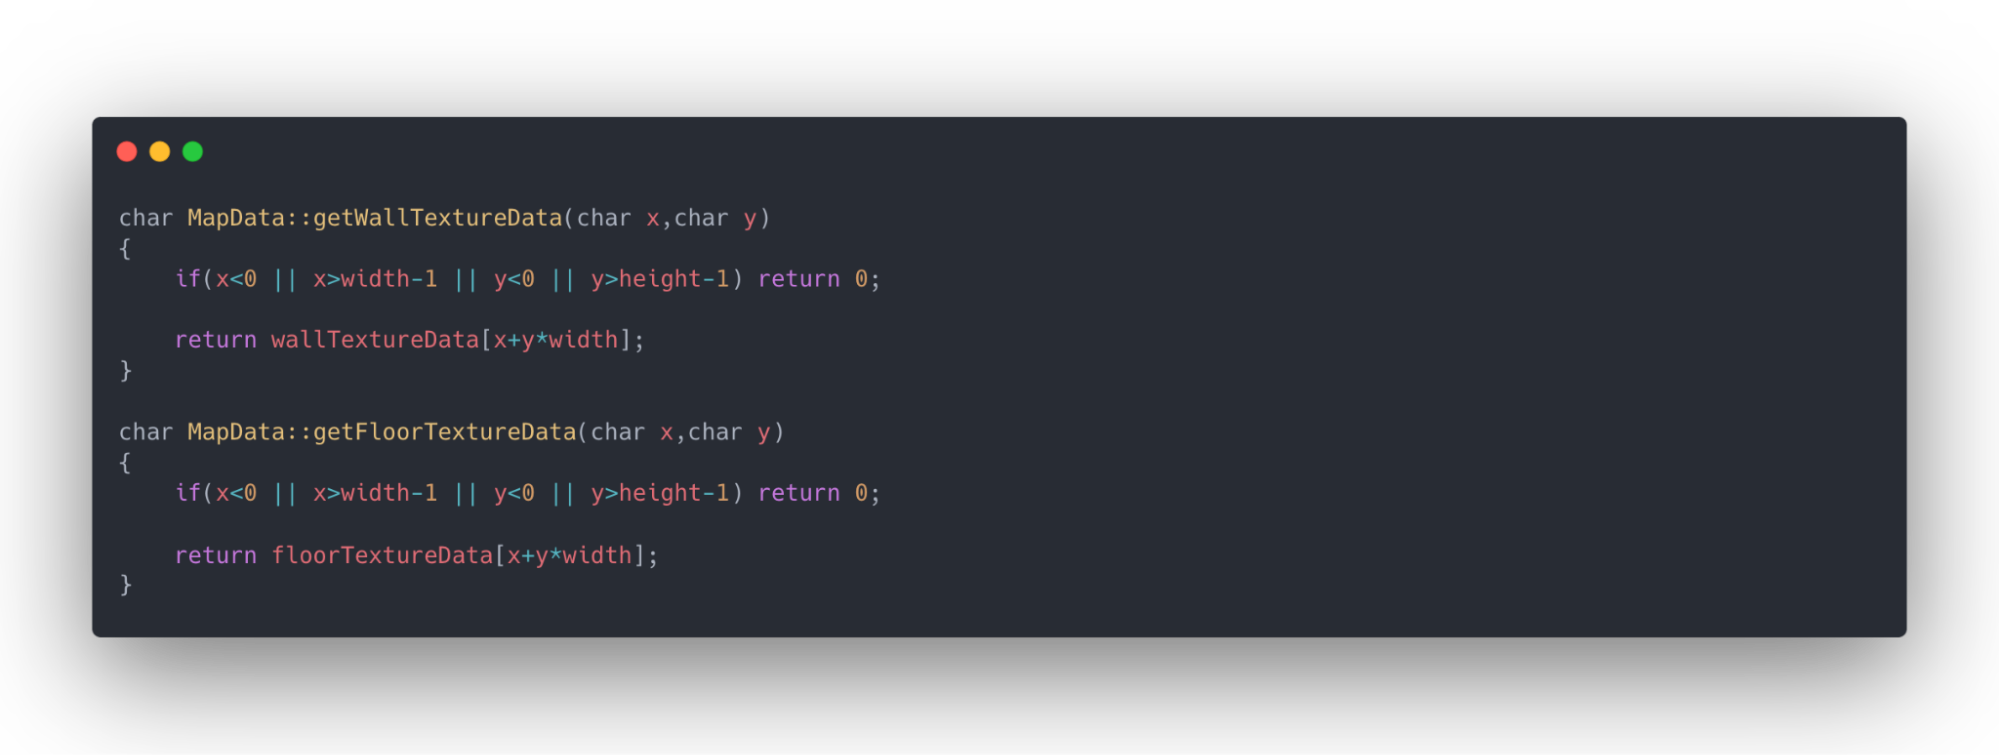 char MapData::getWallTextureData(char x,char y)
{
    if(x<0 || x>width-1 || y<0 || y>height-1) return 0;

    return wallTextureData[x+y*width];
}

char MapData::getFloorTextureData(char x,char y)
{
    if(x<0 || x>width-1 || y<0 || y>height-1) return 0;

    return floorTextureData[x+y*width];
}